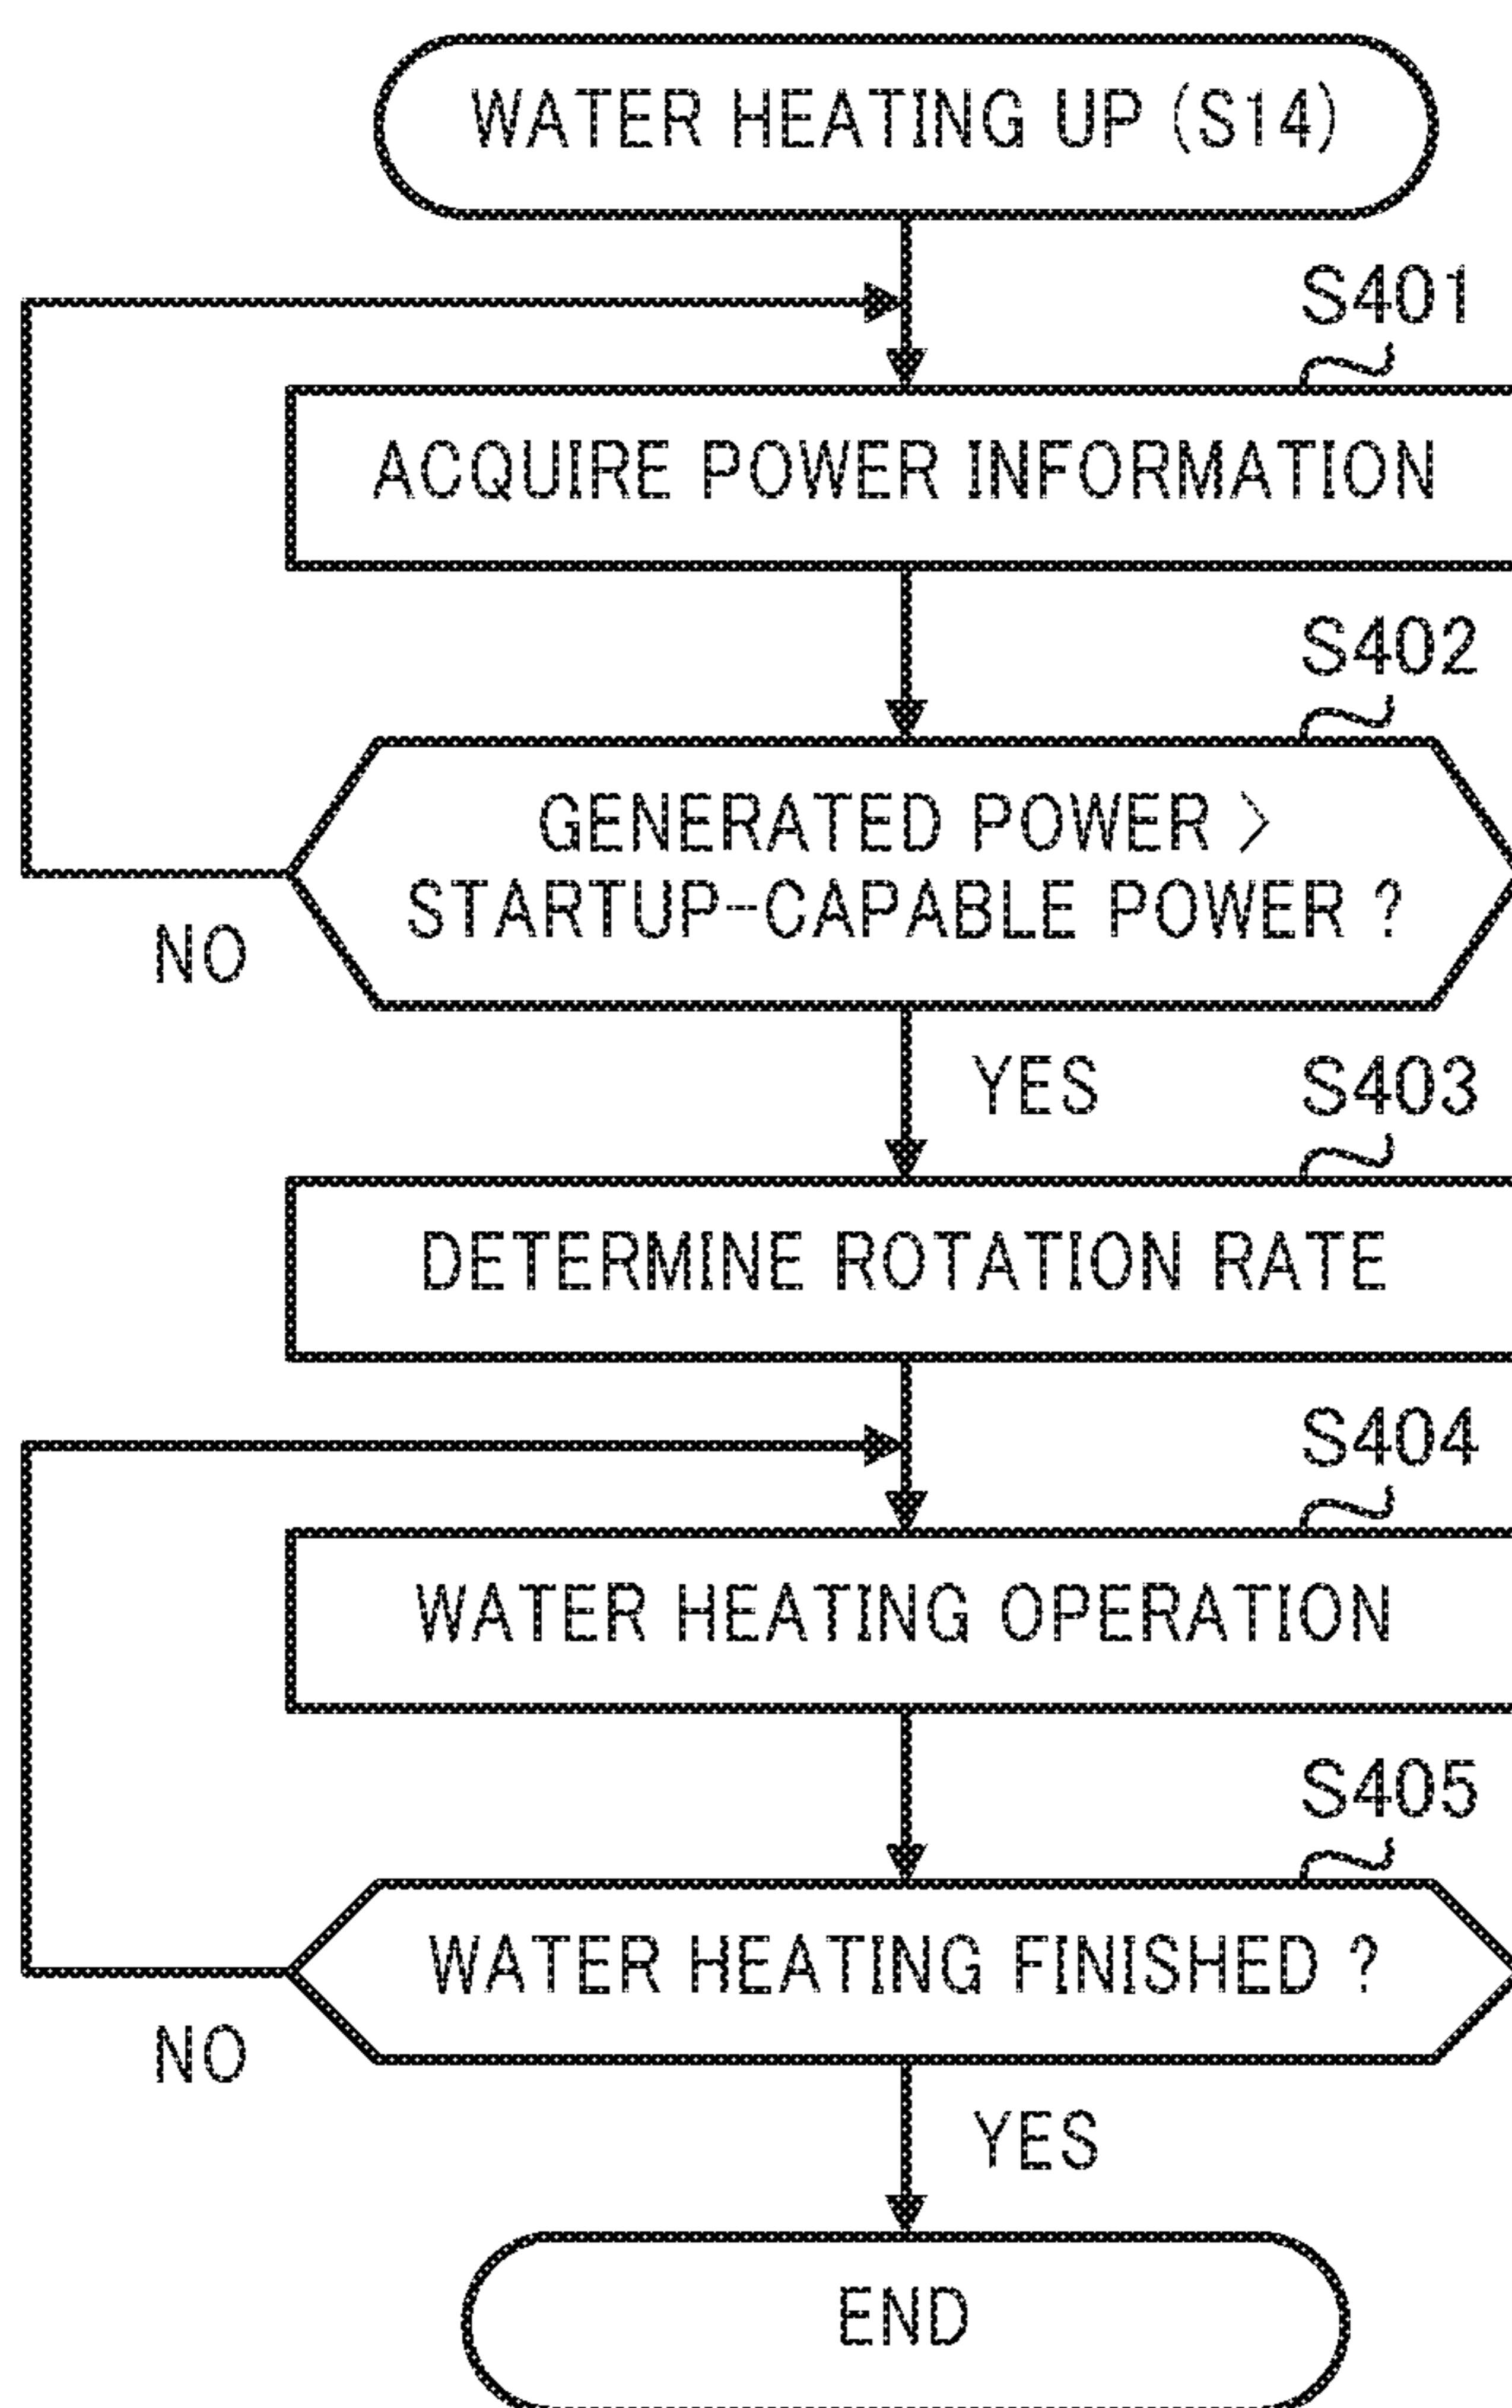 WATER HEATING UP (S14)
S401
ACQUIRE POWER INFORMATION
S402
GENERATED POWER >
STARTUP-CAPABLE POWER ?
NO
YES
S403
DETERMINE ROTATION RATE
S404
WATER HEATING OPERATION
S405
WATER HEATING FINISHED ?
NO
YES
END